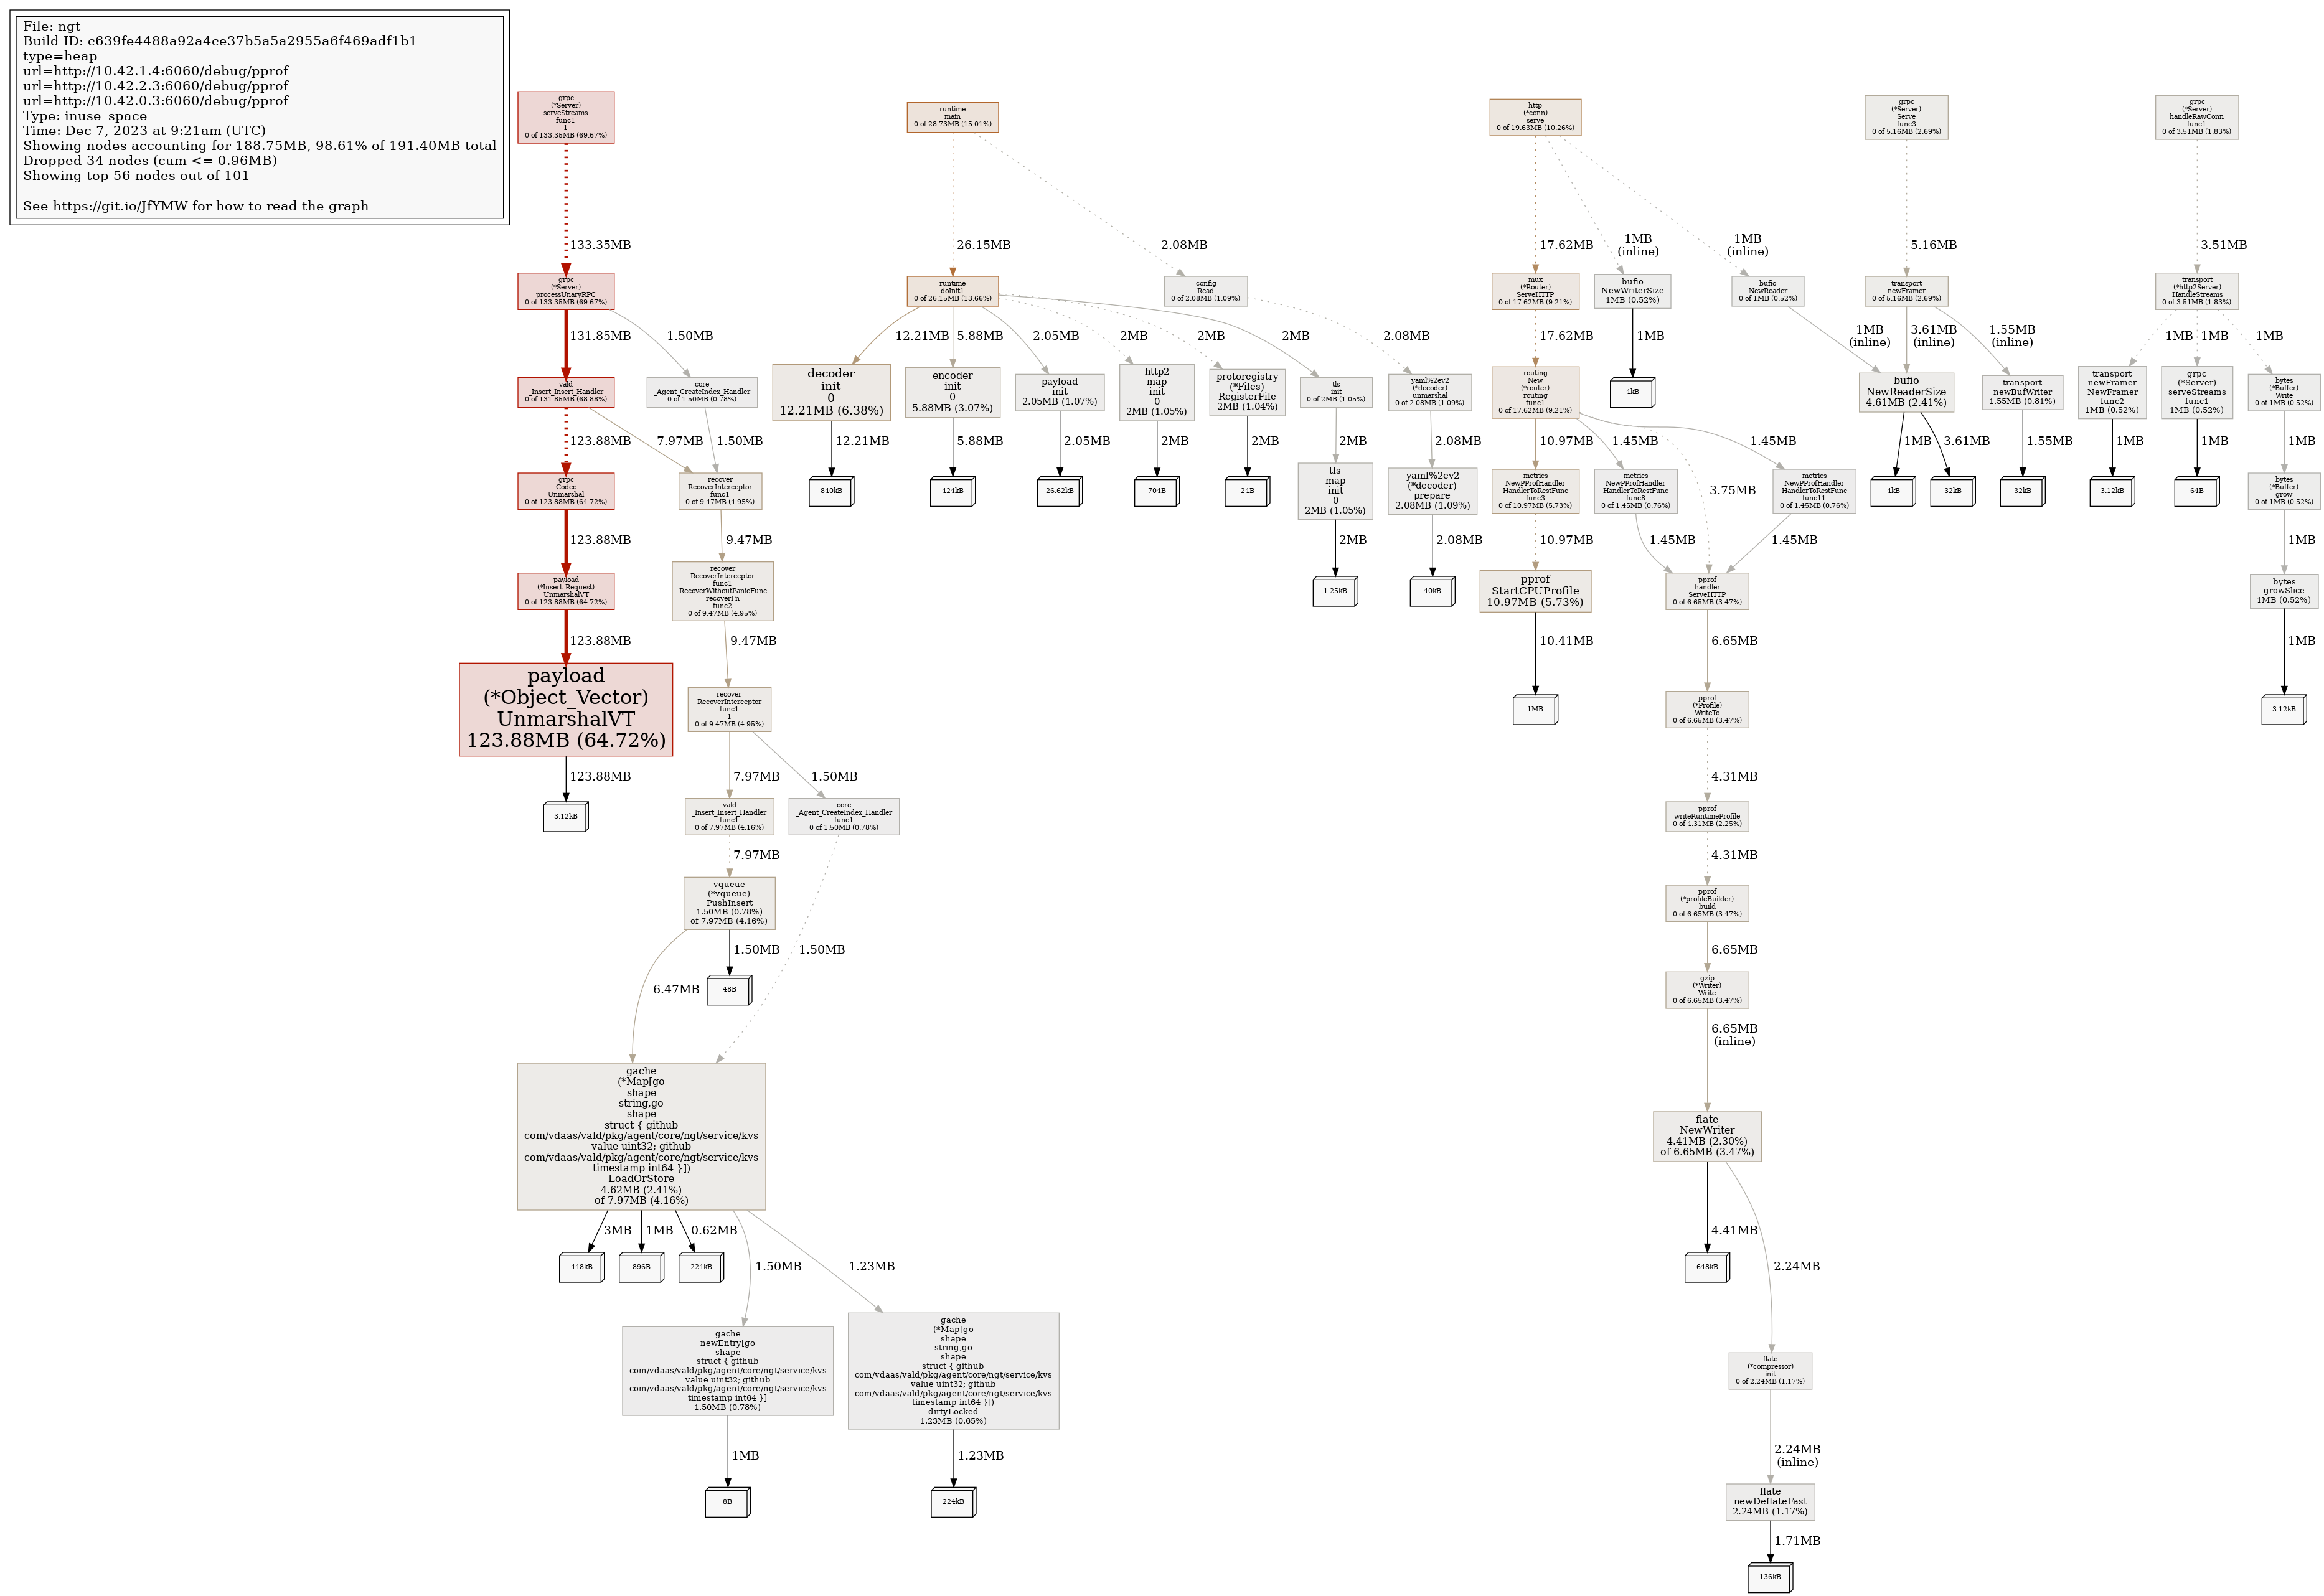 File: ngt
Build ID: c639fe4488a92a4ce37b5a5a2955a6f469adf1b1
type=heap
url=http://10.42.1.4:6060/debug/pprof
url=http://10.42.2.3:6060/debug/pprof
url=http://10.42.0.3:6060/debug/pprof
Type: inuse_space
Time: Dec 7, 2023 at 9:21am (UTC)
Showing nodes accounting for 188.75MB, 98.61% of 191.40MB total
Dropped 34 nodes (cum <= 0.96MB)
Showing top 56 nodes out of 101
See https://git.io/JfYMW for how to read the graph
grpc
(*Server)
serveStreams
func1
1
0 of 133.35MB (69.67%)
runtime
main
0 of 28.73MB (15.01%)
http
(*conn)
serve
0 of 19.63MB (10.26%)
grpc
(*Server)
Serve
func3
0 of 5.16MB (2.69%)
grpc
(*Server)
handleRawConn
func1
0 of 3.51MB (1.83%)
133.35MB
26.15MB
2.08MB
17.62MB
1MB
(inline)
1MB
(inline)
5.16MB
3.51MB
grpc
(*Server)
processUnaryRPC
0 of 133.35MB (69.67%)
runtime
doInit1
0 of 26.15MB (13.66%)
config
Read
0 of 2.08MB (1.09%)
mux
(*Router)
ServeHTTP
0 of 17.62MB (9.21%)
bufio
NewWriterSize
1MB (0.52%)
bufio
NewReader
0 of 1MB (0.52%)
transport
newFramer
0 of 5.16MB (2.69%)
transport
(*http2Server)
HandleStreams
0 of 3.51MB (1.83%)
131.85MB
1.50MB
12.21MB
5.88MB
2.05MB
2MB
2MB
2MB
2.08MB
17.62MB
1MB
1MB
(inline)
3.61MB
(inline)
1.55MB
(inline)
1MB
1MB
1MB
vald
_Insert_Insert_Handler
0 of 131.85MB (68.88%)
core
_Agent_CreateIndex_Handler
0 of 1.50MB (0.78%)
decoder
init
0
12.21MB (6.38%)
encoder
init
0
5.88MB (3.07%)
payload
init
2.05MB (1.07%)
http2
map
init
0
2MB (1.05%)
protoregistry
(*Files)
RegisterFile
2MB (1.04%)
tls
init
0 of 2MB (1.05%)
yaml%2ev2
(*decoder)
unmarshal
0 of 2.08MB (1.09%)
routing
New
(*router)
routing
func1
0 of 17.62MB (9.21%)
4kB
bufio
NewReaderSize
4.61MB (2.41%)
transport
newBufWriter
1.55MB (0.81%)
transport
newFramer
NewFramer
func2
1MB (0.52%)
grpc
(*Server)
serveStreams
func1
1MB (0.52%)
bytes
(*Buffer)
Write
0 of 1MB (0.52%)
123.88MB
7.97MB
1.50MB
12.21MB
5.88MB
2.05MB
2MB
2MB
2MB
2.08MB
10.97MB
1.45MB
3.75MB
1.45MB
1MB
3.61MB
1.55MB
1MB
1MB
1MB
grpc
Codec
Unmarshal
0 of 123.88MB (64.72%)
recover
RecoverInterceptor
func1
0 of 9.47MB (4.95%)
840kB
424kB
26.62kB
704B
24B
tls
map
init
0
2MB (1.05%)
yaml%2ev2
(*decoder)
prepare
2.08MB (1.09%)
metrics
NewPProfHandler
HandlerToRestFunc
func3
0 of 10.97MB (5.73%)
metrics
NewPProfHandler
HandlerToRestFunc
func8
0 of 1.45MB (0.76%)
metrics
NewPProfHandler
HandlerToRestFunc
func11
0 of 1.45MB (0.76%)
4kB
32kB
32kB
3.12kB
64B
bytes
(*Buffer)
grow
0 of 1MB (0.52%)
123.88MB
9.47MB
2MB
2.08MB
10.97MB
1.45MB
1.45MB
1MB
payload
(*Insert_Request)
UnmarshalVT
0 of 123.88MB (64.72%)
recover
RecoverInterceptor
func1
RecoverWithoutPanicFunc
recoverFn
func2
0 of 9.47MB (4.95%)
1.25kB
40kB
pprof
StartCPUProfile
10.97MB (5.73%)
pprof
handler
ServeHTTP
0 of 6.65MB (3.47%)
bytes
growSlice
1MB (0.52%)
123.88MB
9.47MB
10.41MB
6.65MB
1MB
payload
(*Object_Vector)
UnmarshalVT
123.88MB (64.72%)
recover
RecoverInterceptor
func1
1
0 of 9.47MB (4.95%)
1MB
pprof
(*Profile)
WriteTo
0 of 6.65MB (3.47%)
3.12kB
123.88MB
7.97MB
1.50MB
4.31MB
3.12kB
vald
_Insert_Insert_Handler
func1
0 of 7.97MB (4.16%)
core
_Agent_CreateIndex_Handler
func1
0 of 1.50MB (0.78%)
pprof
writeRuntimeProfile
0 of 4.31MB (2.25%)
7.97MB
4.31MB
vqueue
(*vqueue)
PushInsert
1.50MB (0.78%)
of 7.97MB (4.16%)
pprof
(*profileBuilder)
build
0 of 6.65MB (3.47%)
6.47MB
1.50MB
1.50MB
6.65MB
48B
gzip
(*Writer)
Write
0 of 6.65MB (3.47%)
6.65MB
(inline)
gache
(*Map[go
shape
string,go
shape
struct { github
com/vdaas/vald/pkg/agent/core/ngt/service/kvs
value uint32; github
com/vdaas/vald/pkg/agent/core/ngt/service/kvs
timestamp int64 }])
LoadOrStore
4.62MB (2.41%)
of 7.97MB (4.16%)
flate
NewWriter
4.41MB (2.30%)
of 6.65MB (3.47%)
3MB
1MB
0.62MB
1.50MB
1.23MB
4.41MB
2.24MB
448kB
896B
224kB
648kB
gache
newEntry[go
shape
struct { github
com/vdaas/vald/pkg/agent/core/ngt/service/kvs
value uint32; github
com/vdaas/vald/pkg/agent/core/ngt/service/kvs
timestamp int64 }]
1.50MB (0.78%)
gache
(*Map[go
shape
string,go
shape
struct { github
com/vdaas/vald/pkg/agent/core/ngt/service/kvs
value uint32; github
com/vdaas/vald/pkg/agent/core/ngt/service/kvs
timestamp int64 }])
dirtyLocked
1.23MB (0.65%)
flate
(*compressor)
init
0 of 2.24MB (1.17%)
1MB
1.23MB
2.24MB
(inline)
8B
224kB
flate
newDeflateFast
2.24MB (1.17%)
1.71MB
136kB